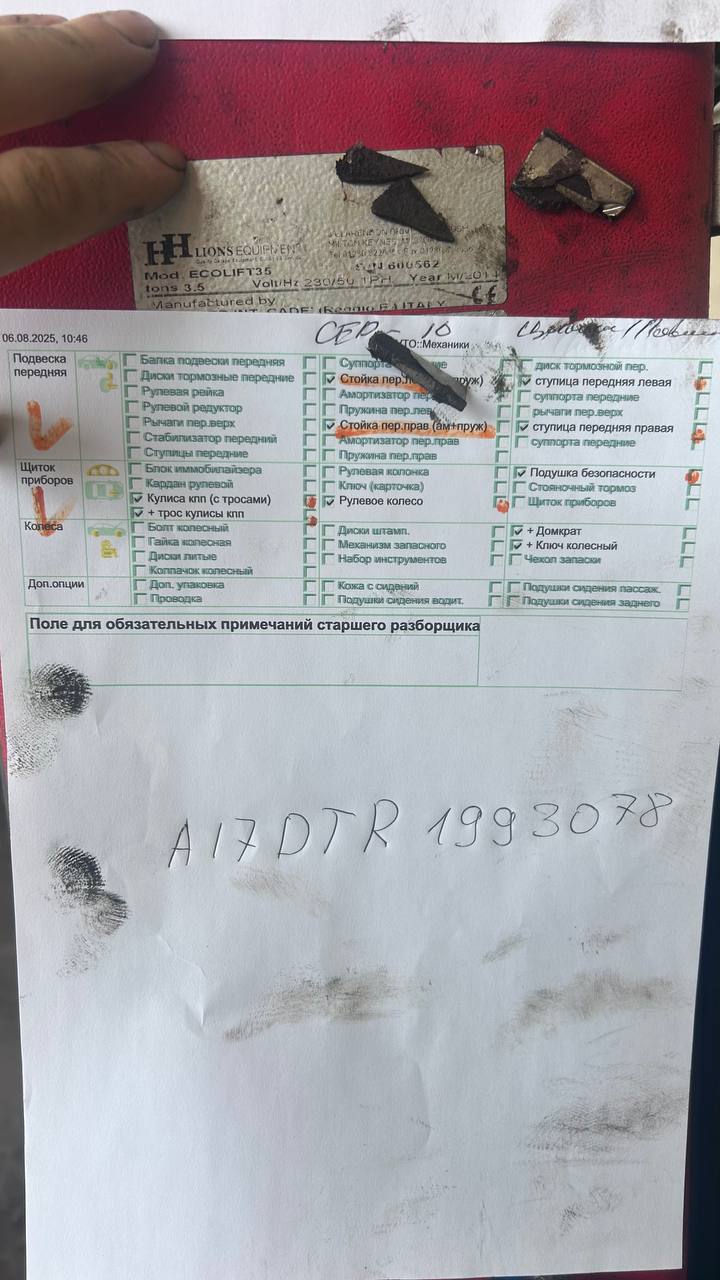 LIONS EQUIPMENT
Mod. ECOLIFT35 S/N 600562
tons 3.5 Volt/Hz 230/50 1PH Year
Manufactured by
ITALY
06.08.2025, 10:46 ТО::Механики
Подвеска передняя
Балка подвески передняя
Диски тормозные передние
Рулевая рейка
Рулевой редуктор
Рычаги пер.верх
Стабилизатор передний
Ступицы передние
Стойка пер.
Пружина пер.лев
Стойка пер.прав (ам+пруж)
Амортизатор пер.прав
Пружина пер.прав
диск тормозной пер.
ступица передняя левая
суппорта передние
рычаги пер.верх
ступица передняя правая
суппорта передние
Щиток приборов
Блок иммобилайзера
Кардан рулевой
Кулиса кпп (с тросами)
+ трос кулисы кпп
Рулевая колонка
Ключ (карточка)
Рулевое колесо
Подушка безопасности
Стояночный тормоз
Щиток приборов
Колеса
Болт колесный
Гайка колесная
Диски литые
Колпачок колесный
Диски штамп.
Механизм запасного
Набор инструментов
+ Домкрат
+ Ключ колесный
Чехол запаски
Доп.опции
Доп. упаковка
Проводка
Кожа с сидений
Подушки сидения водит.
Подушки сидения пассаж.
Подушки сидения заднего
Поле для обязательных примечаний старшего разборщика
A17DTR 1993078